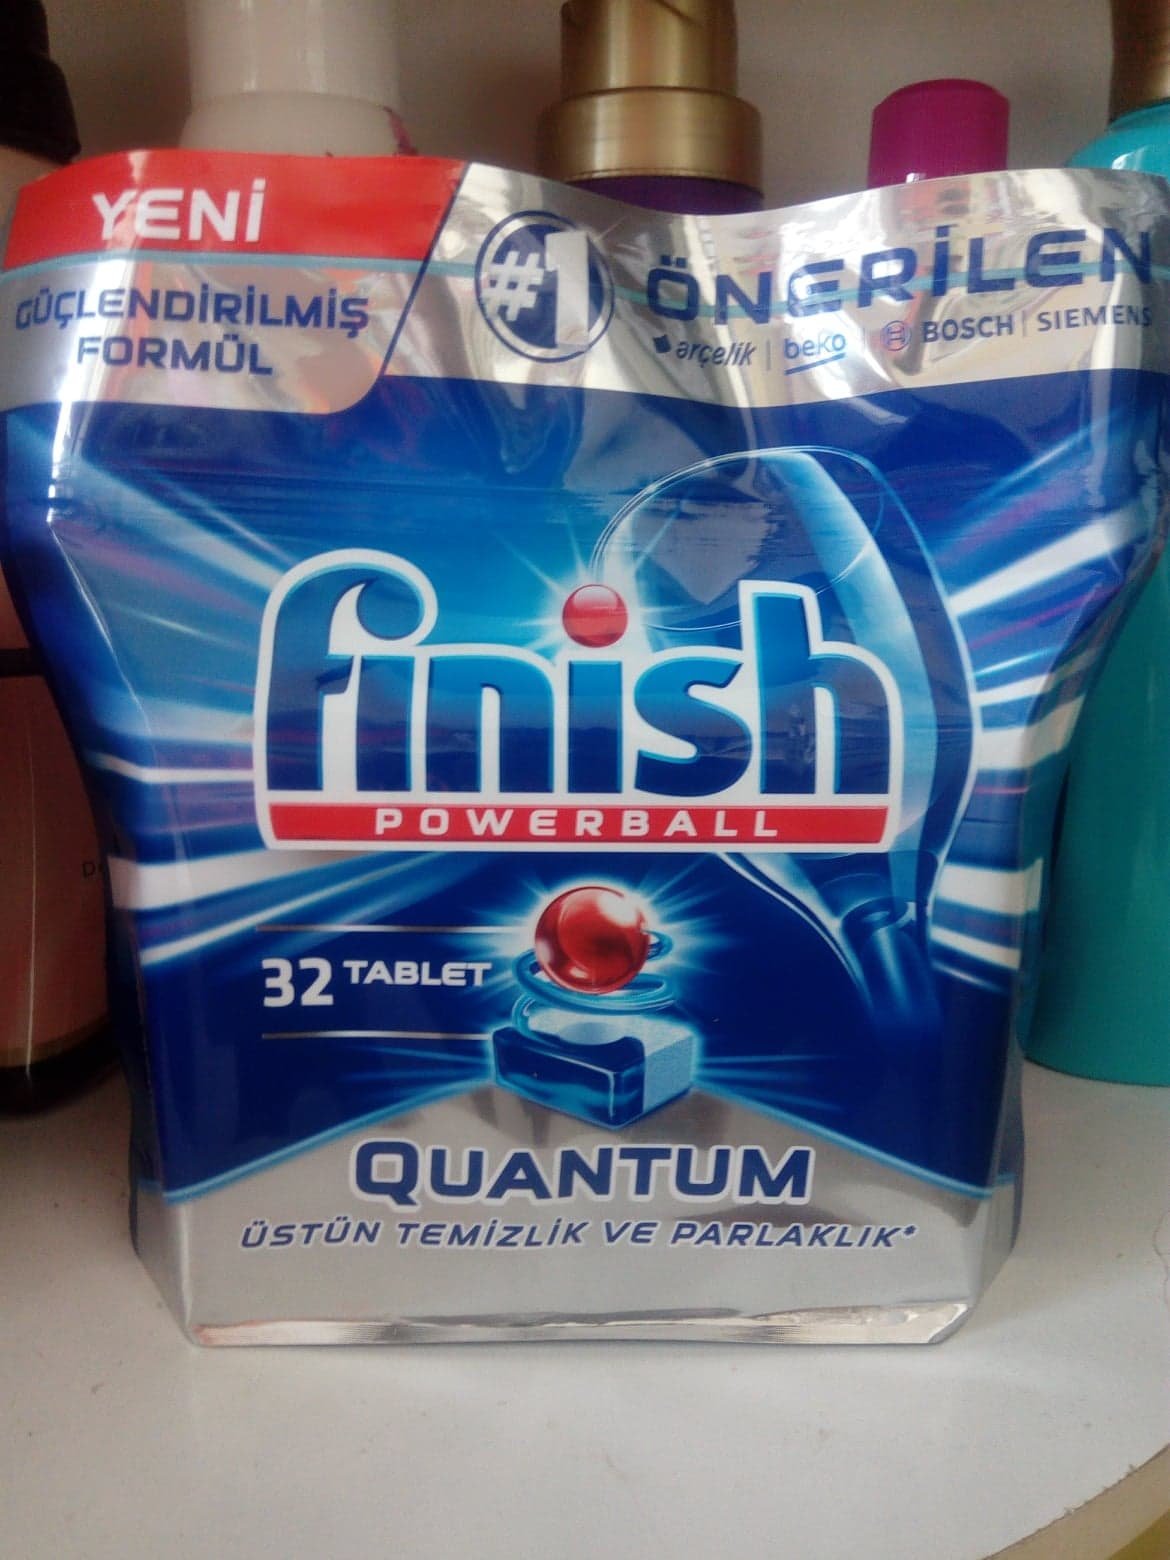 YENİ
GÜÇLENDİRİLMİŞ
FORMÜL
#1 ÖNERİLEN
arçelik | beko | BOSCH | SIEMENS
finish
POWERBALL
32 TABLET
QUANTUM
ÜSTÜN TEMİZLİK VE PARLAKLIK*